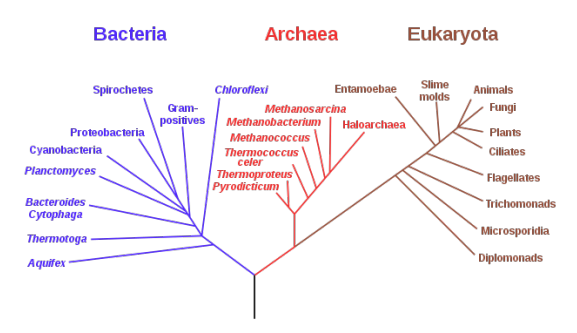 Bacteria
Archaea
Eukaryota
Spirochetes
Chloroflexi
Gram-
positives
Proteobacteria
Cyanobacteria
Planctomyces
Bacteroides
Cytophaga
Thermotoga
Aquifex
Methanosarcina
Methanobacterium
Haloarchaea
Methanococcus
Thermococcus
celer
Thermoproteus
Pyrodicticum
Entamoebae
Slime
molds
Animals
Fungi
Plants
Ciliates
Flagellates
Trichomonads
Microsporidia
Diplomonads